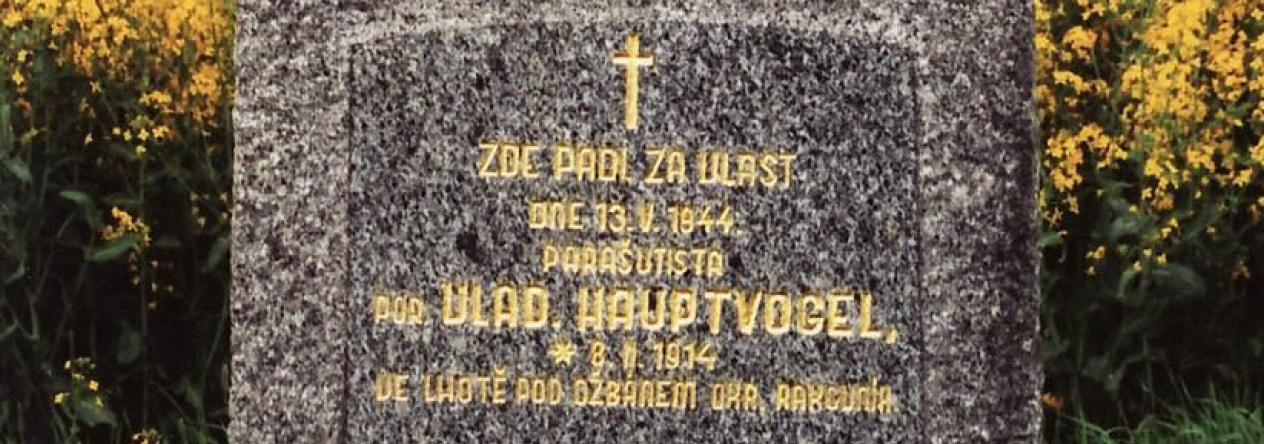 ZDE PADL ZA VLAST
DNE 13. V. 1944.
PARAŠUTISTA
POR. VLAD. HAUPTVOGEL,
* 8. II. 1914
VE LHOTĚ POD DŽBÁNEM OKR. RAKOVNÍK.